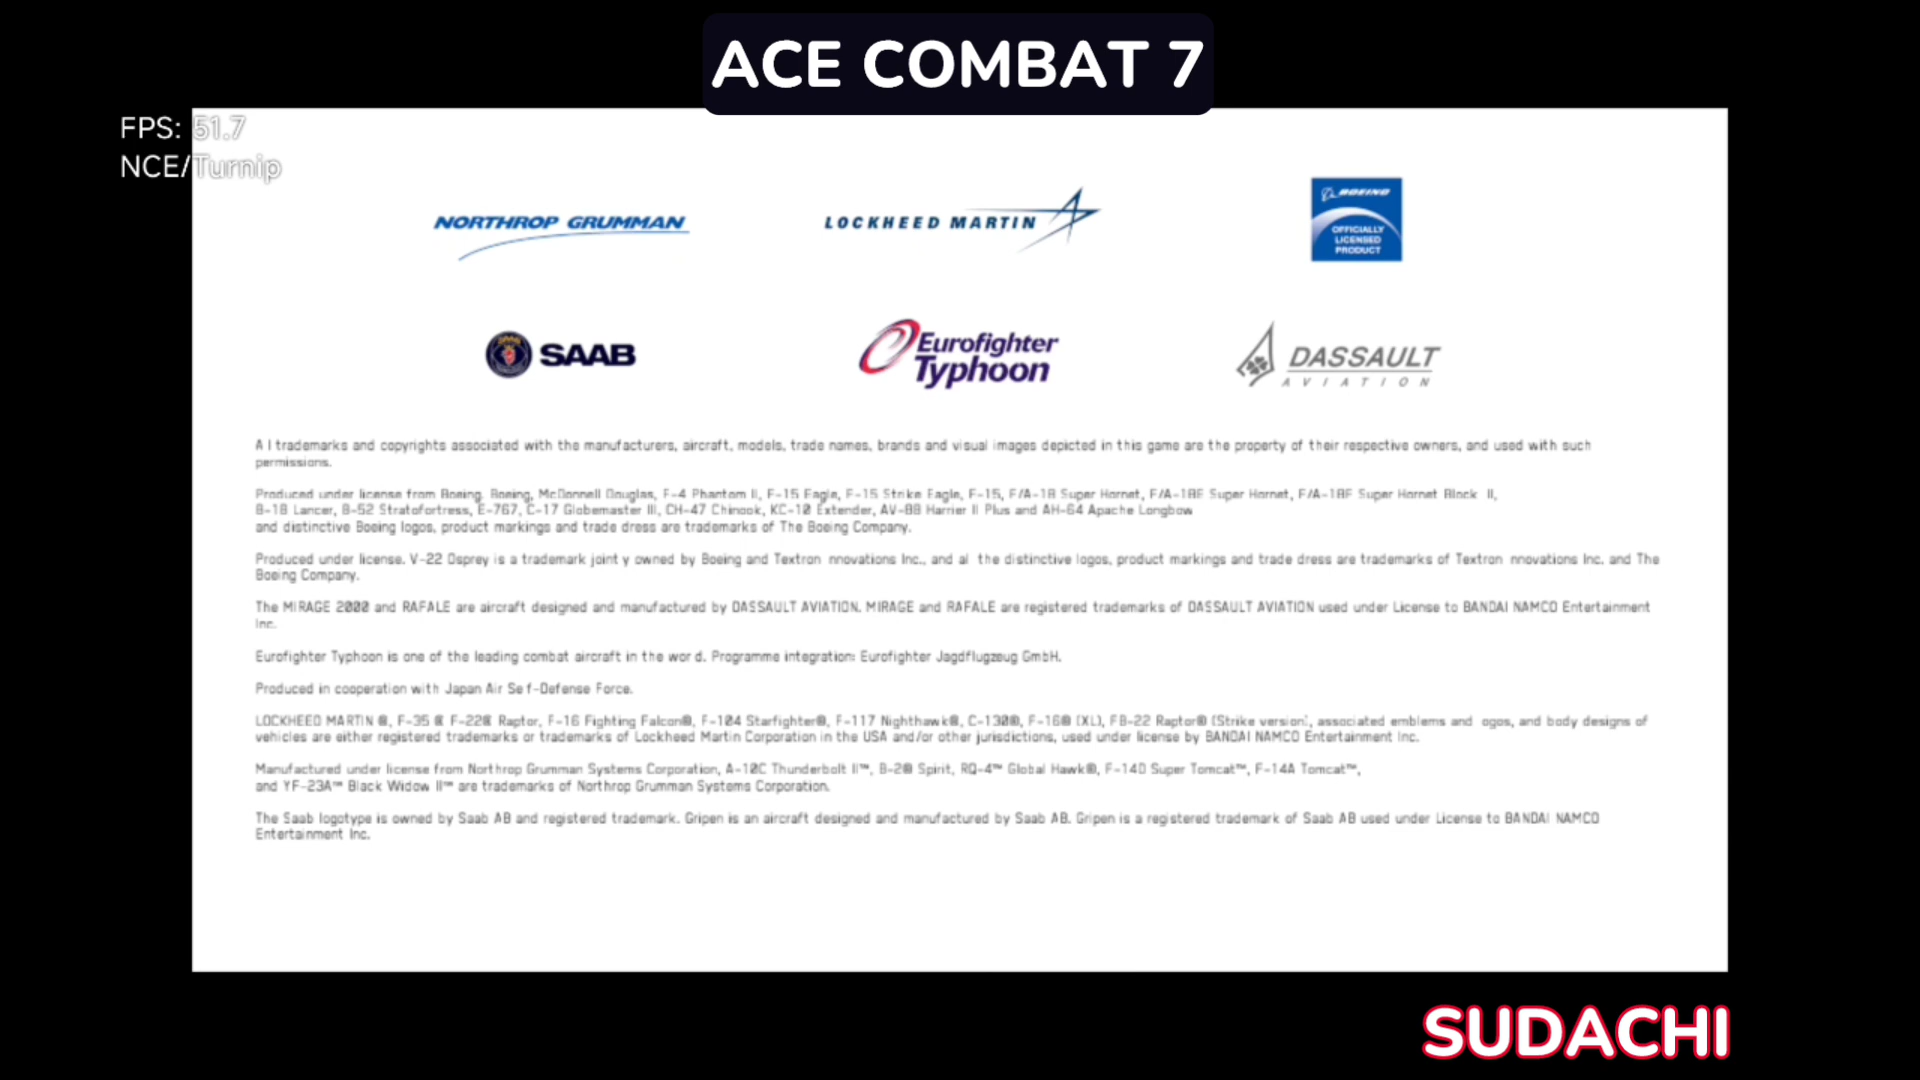 ACE COMBAT 7
FPS: 51.7
NCE/Turnip
NORTHROP GRUMMAN
LOCKHEED MARTIN
BOEING
OFFICIALLY
LICENSED
PRODUCT
SAAB
Eurofighter
Typhoon
DASSAULT
AVIATION
A l trademarks and copyrights associated with the manufacturers, aircraft, models, trade names, brands and visual images depicted in this game are the property of their respective owners, and used with such
permissions.
Produced under license from Boeing. Boeing, McDonnell Douglas, F-4 Phantom II, F-15 Eagle, F-15 Strike Eagle, F-15, F/A-18 Super Hornet, F/A-18E Super Hornet, F/A-18F Super Hornet Block II,
B-1B Lancer, B-52 Stratofortress, E-767, C-17 Globemaster III, CH-47 Chinook, KC-10 Extender, AV-8B Harrier II Plus and AH-64 Apache Longbow
and distinctive Boeing logos, product markings and trade dress are trademarks of The Boeing Company.
Produced under license. V-22 Osprey is a trademark joint y owned by Boeing and Textron nnovations Inc., and al the distinctive logos, product markings and trade dress are trademarks of Textron nnovations Inc. and The
Boeing Company.
The MIRAGE 2000 and RAFALE are aircraft designed and manufactured by DASSAULT AVIATION. MIRAGE and RAFALE are registered trademarks of DASSAULT AVIATION used under License to BANDAI NAMCO Entertainment
Inc.
Eurofighter Typhoon is one of the leading combat aircraft in the wor d. Programme integration: Eurofighter Jagdflugzeug GmbH.
Produced in cooperation with Japan Air Se f-Defense Force.
LOCKHEED MARTIN ®, F-35 ® F-22® Raptor, F-16 Fighting Falcon®, F-104 Starfighter®, F-117 Nighthawk®, C-130®, F-16® (XL), FB-22 Raptor® (Strike version), associated emblems and ogos, and body designs of
vehicles are either registered trademarks or trademarks of Lockheed Martin Corporation in the USA and/or other jurisdictions, used under license by BANDAI NAMCO Entertainment Inc.
Manufactured under license from Northrop Grumman Systems Corporation, A-10C Thunderbolt II™, B-2® Spirit, RQ-4™ Global Hawk®, F-14D Super Tomcat™, F-14A Tomcat™,
and YF-23A™ Black Widow II™ are trademarks of Northrop Grumman Systems Corporation.
The Saab logotype is owned by Saab AB and registered trademark. Gripen is an aircraft designed and manufactured by Saab AB. Gripen is a registered trademark of Saab AB used under License to BANDAI NAMCO
Entertainment Inc.
SUDACHI